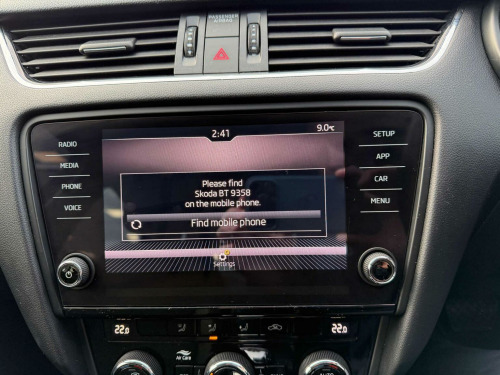 PASSENGER
AIRBAG
2:41
9.0°C
RADIO
MEDIA
PHONE
VOICE
SETUP
APP
CAR
MENU
Please find
Skoda BT 9358
on the mobile phone.
Find mobile phone
Settings
22.0
22.0
Air Care
AUTO